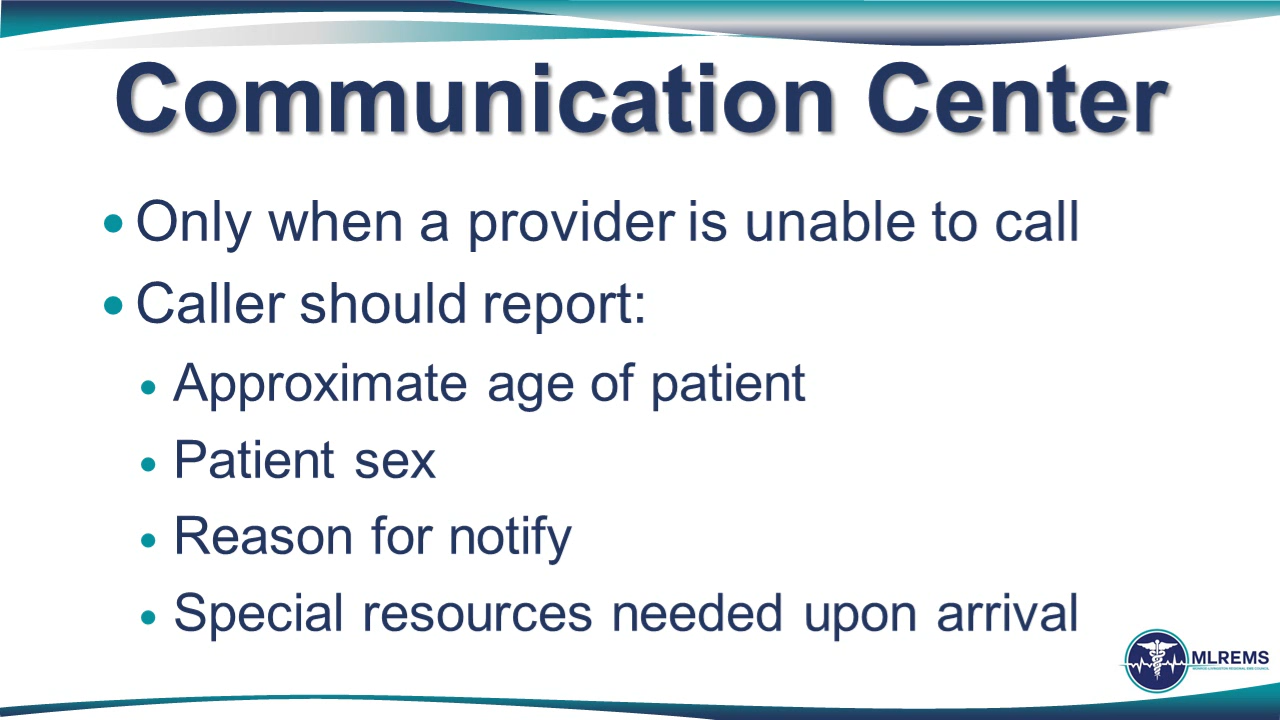 Communication Center
Only when a provider is unable to call
Caller should report:
Approximate age of patient
Patient sex
Reason for notify
Special resources needed upon arrival
MLREMS